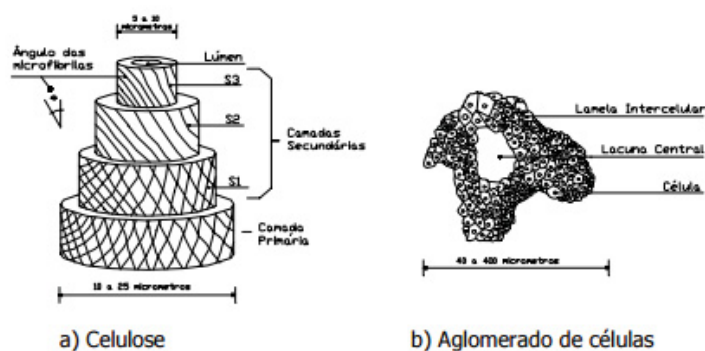 5 a 10
micrometros
Ângulo das
microfibrilas
Lúmen
S3
S2
Camadas
Secundárias
S1
Camada
Primária
10 a 25 micrometros
a) Celulose
Lamela Intercelular
Lacuna Central
Célula
40 a 400 micrometros
b) Aglomerado de células